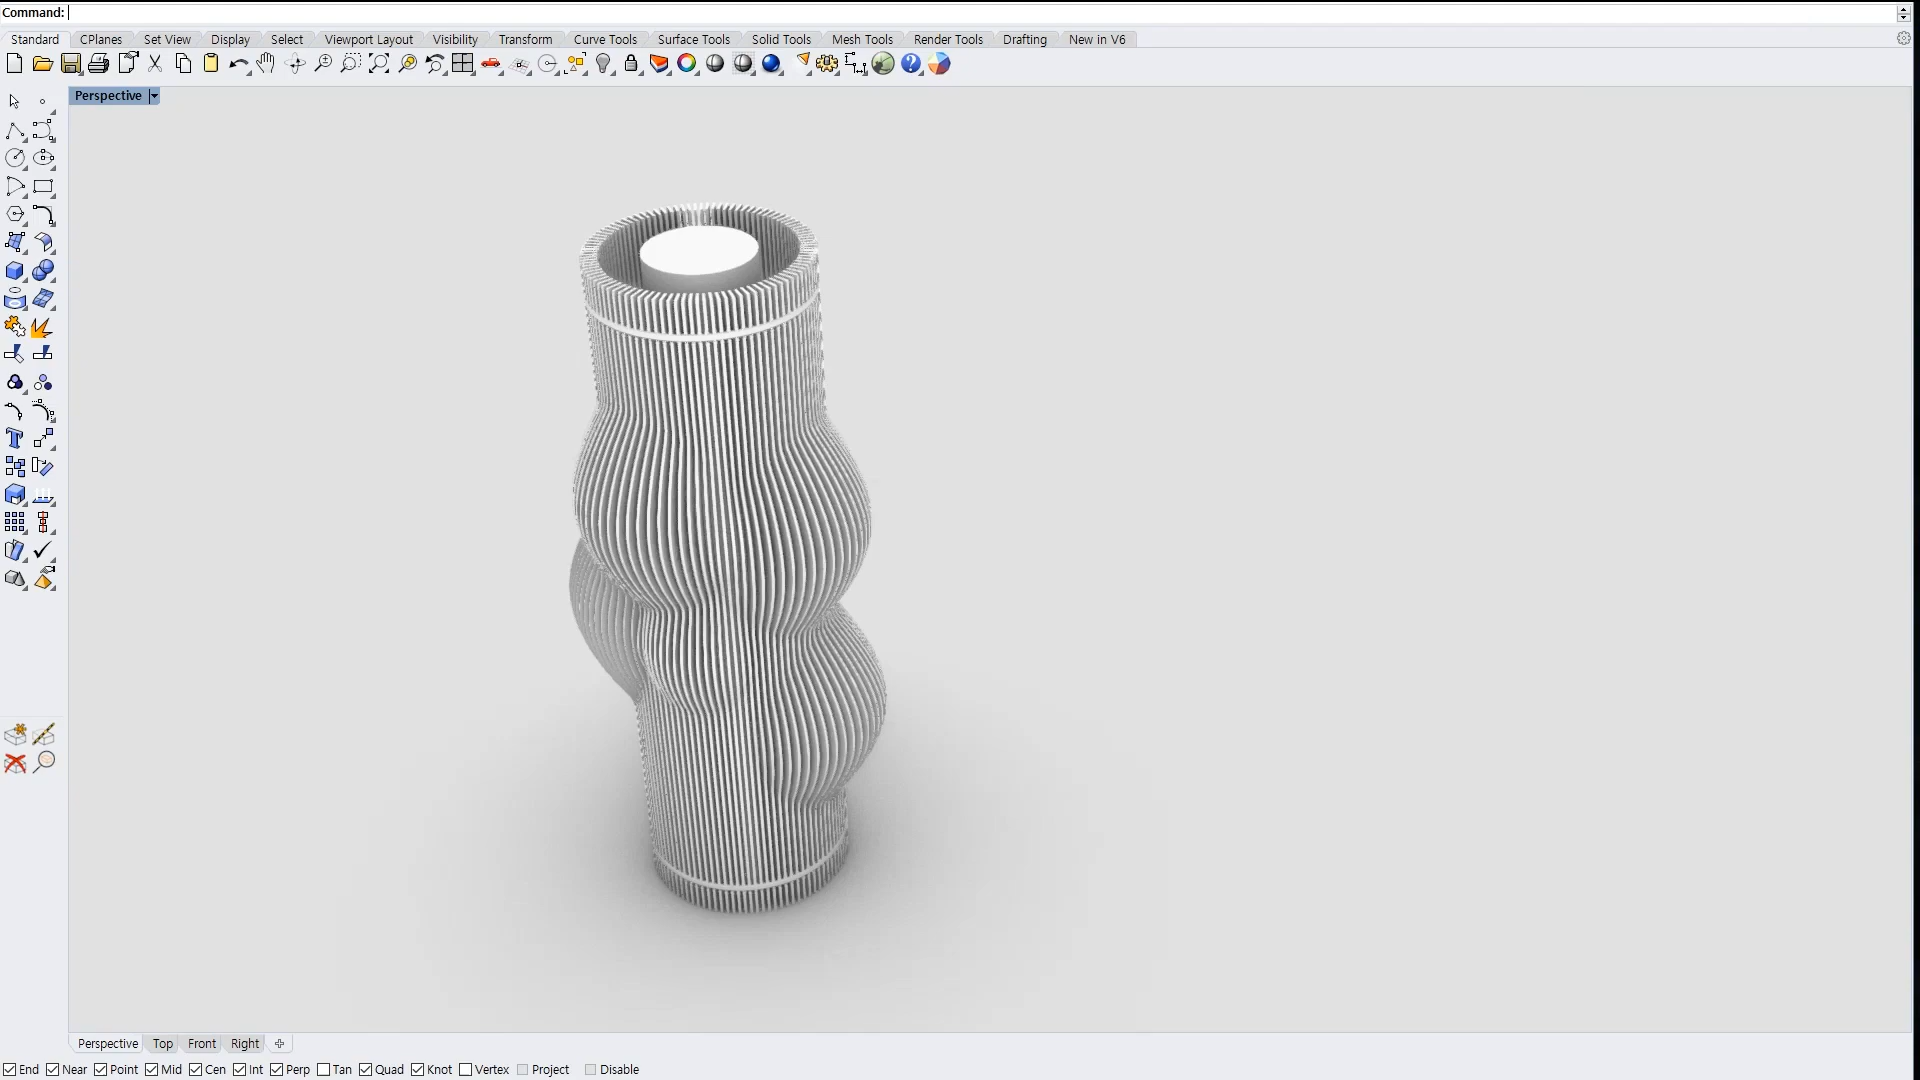 Command:
Standard CPlanes Set View Display Select Viewport Layout Visibility Transform Curve Tools Surface Tools Solid Tools Mesh Tools Render Tools Drafting New in V6
Perspective
Perspective Top Front Right
End Near Point Mid Cen Int Perp Tan Quad Knot Vertex Project Disable